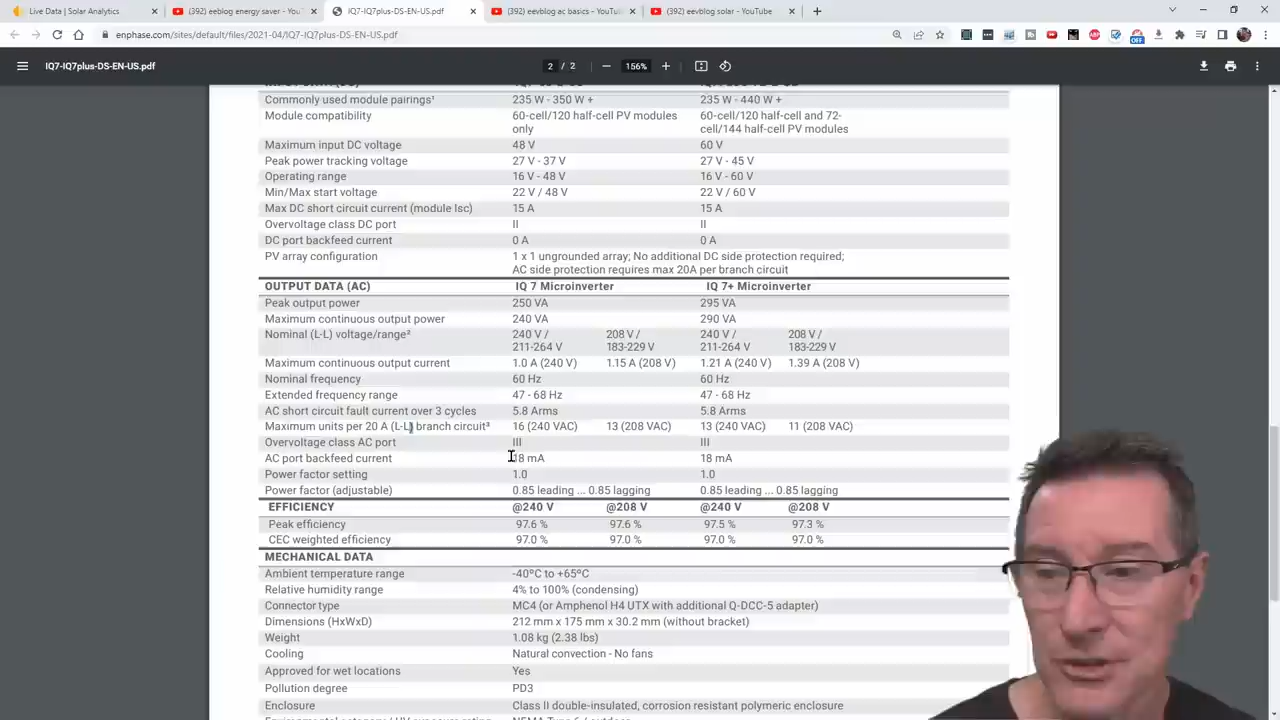 Live Data | Solar Analytics
(392) eeblog energy saver - YouT
IQ7-IQ7plus-DS-EN-US.pdf
(392) eevblog ac basics - YouTub
(392) eevblog solar - YouTube
enphase.com/sites/default/files/2021-04/IQ7-IQ7plus-DS-EN-US.pdf
ABP
OFF
IQ7-IQ7plus-DS-EN-US.pdf
2 / 2
156%
Commonly used module pairings¹ 235 W - 350 W + 235 W - 440 W +
Module compatibility 60-cell/120 half-cell PV modules 60-cell/120 half-cell and 72-
only cell/144 half-cell PV modules
Maximum input DC voltage 48 V 60 V
Peak power tracking voltage 27 V - 37 V 27 V - 45 V
Operating range 16 V - 48 V 16 V - 60 V
Min/Max start voltage 22 V / 48 V 22 V / 60 V
Max DC short circuit current (module Isc) 15 A 15 A
Overvoltage class DC port II II
DC port backfeed current 0 A 0 A
PV array configuration 1 x 1 ungrounded array; No additional DC side protection required;
AC side protection requires max 20A per branch circuit
OUTPUT DATA (AC) IQ 7 Microinverter IQ 7+ Microinverter
Peak output power 250 VA 295 VA
Maximum continuous output power 240 VA 290 VA
Nominal (L-L) voltage/range² 240 V / 208 V / 240 V / 208 V /
211-264 V 183-229 V 211-264 V 183-229 V
Maximum continuous output current 1.0 A (240 V) 1.15 A (208 V) 1.21 A (240 V) 1.39 A (208 V)
Nominal frequency 60 Hz 60 Hz
Extended frequency range 47 - 68 Hz 47 - 68 Hz
AC short circuit fault current over 3 cycles 5.8 Arms 5.8 Arms
Maximum units per 20 A (L-L) branch circuit³ 16 (240 VAC) 13 (208 VAC) 13 (240 VAC) 11 (208 VAC)
Overvoltage class AC port III III
AC port backfeed current 18 mA 18 mA
Power factor setting 1.0 1.0
Power factor (adjustable) 0.85 leading ... 0.85 lagging 0.85 leading ... 0.85 lagging
EFFICIENCY @240 V @208 V @240 V @208 V
Peak efficiency 97.6 % 97.6 % 97.5 % 97.3 %
CEC weighted efficiency 97.0 % 97.0 % 97.0 % 97.0 %
MECHANICAL DATA
Ambient temperature range -40ºC to +65ºC
Relative humidity range 4% to 100% (condensing)
Connector type MC4 (or Amphenol H4 UTX with additional Q-DCC-5 adapter)
Dimensions (HxWxD) 212 mm x 175 mm x 30.2 mm (without bracket)
Weight 1.08 kg (2.38 lbs)
Cooling Natural convection - No fans
Approved for wet locations Yes
Pollution degree PD3
Enclosure Class II double-insulated, corrosion resistant polymeric enclosure